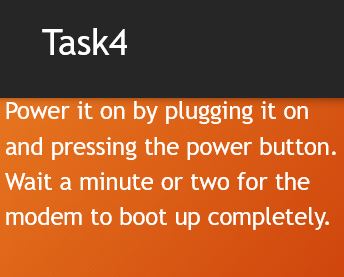 Task4
Power it on by plugging it on
and pressing the power button.
Wait a minute or two for the
modem to boot up completely.